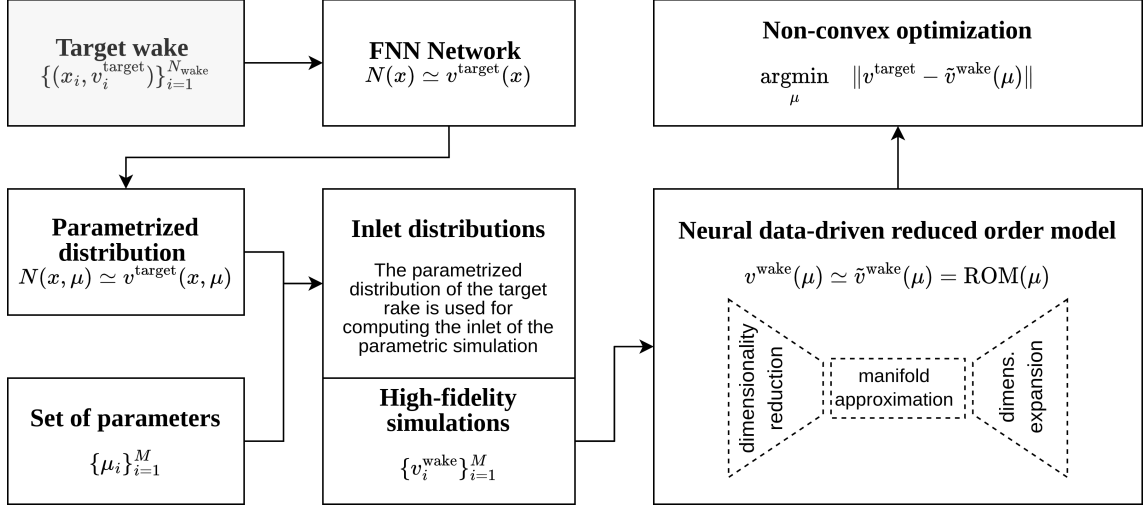 Target wake
{(x_i, v_i^target)}_{i=1}^{N_wake}
FNN Network
N(x) ≃ v^target(x)
Non-convex optimization
argmin_μ ‖v^target − ṽ^wake(μ)‖
Parametrized
distribution
N(x, μ) ≃ v^target(x, μ)
Set of parameters
{μ_i}_{i=1}^M
Inlet distributions
The parametrized
distribution of the target
rake is used for
computing the inlet of the
parametric simulation
High-fidelity
simulations
{v_i^wake}_{i=1}^M
Neural data-driven reduced order model
v^wake(μ) ≃ ṽ^wake(μ) = ROM(μ)
dimensionality
reduction
manifold
approximation
dimens.
expansion